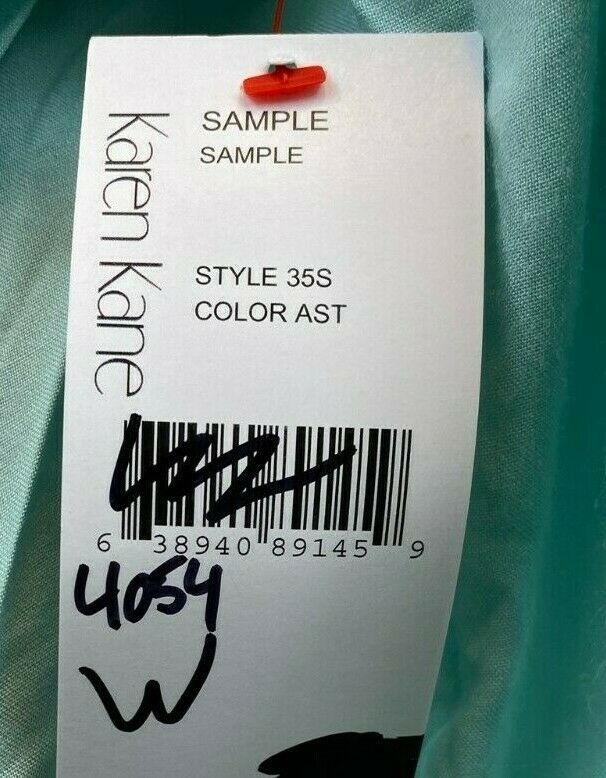 Karen Kane
SAMPLE
SAMPLE
STYLE 35S
COLOR AST
6 38940 89145 9
4054
W